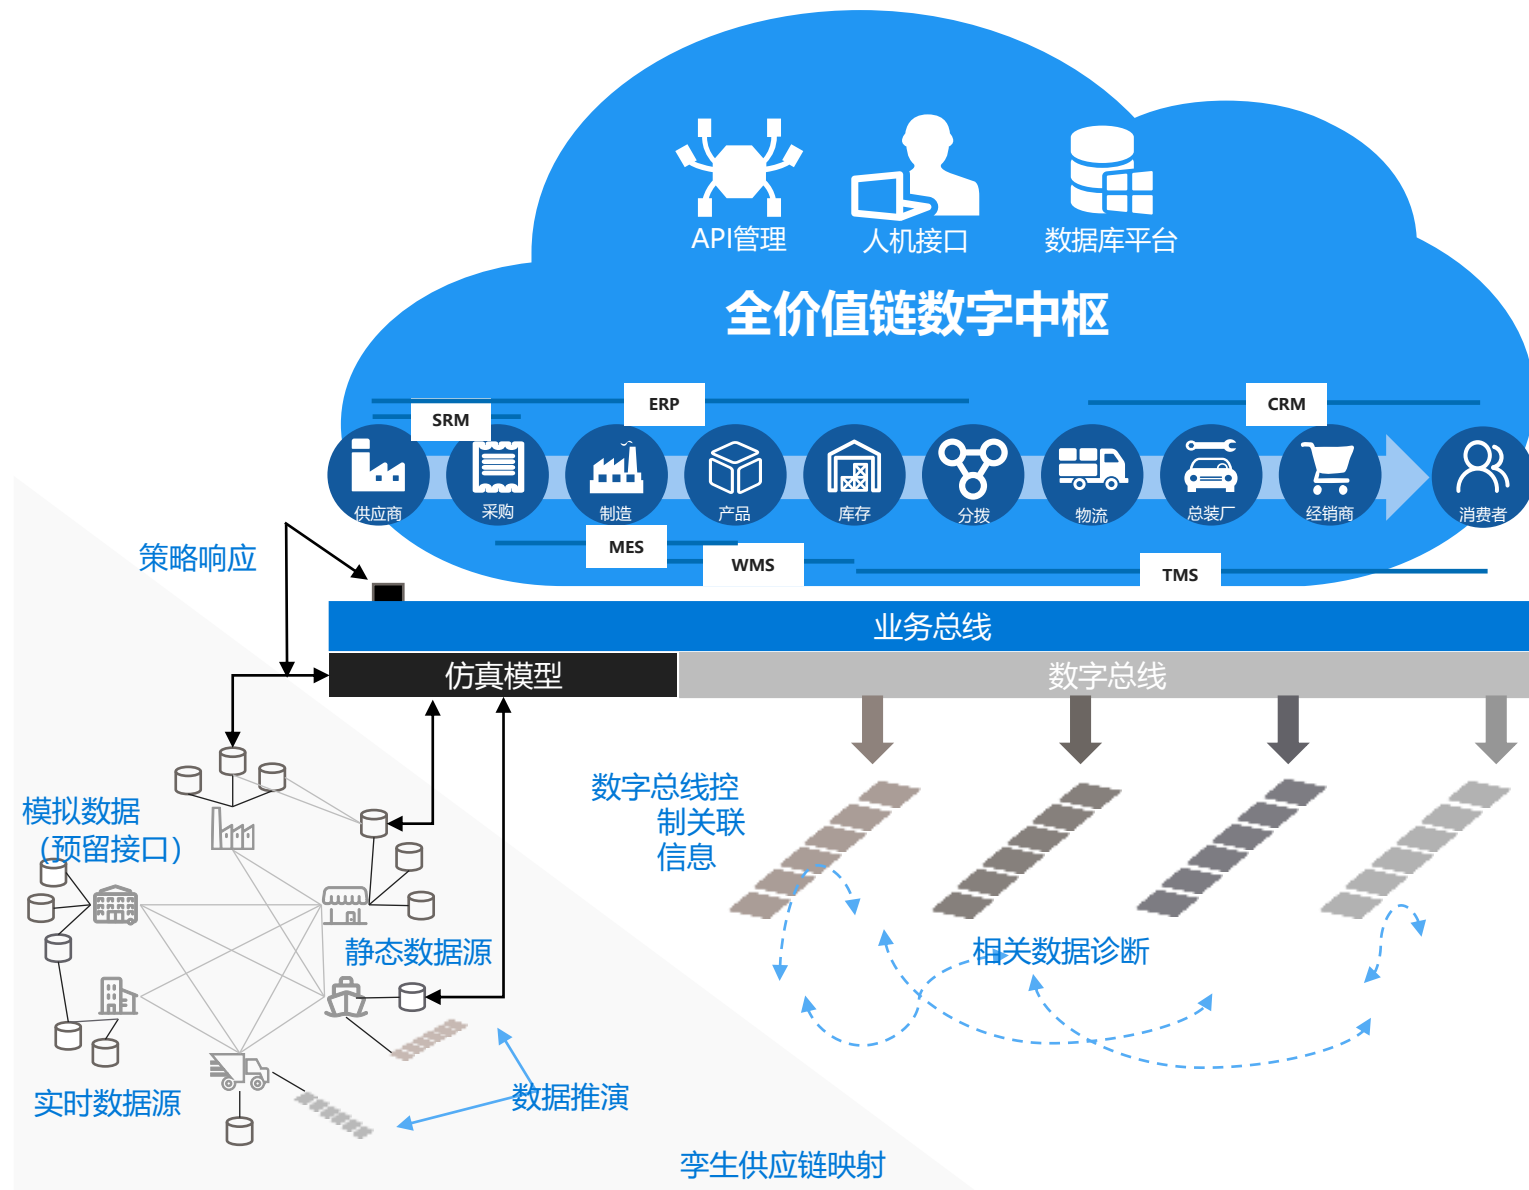 API管理
人机接口
数据库平台
全价值链数字中枢
ERP
CRM
SRM
供应商
采购
制造
产品
库存
分拨
物流
总装厂
经销商
消费者
MES
WMS
TMS
策略响应
业务总线
仿真模型
数字总线
数字总线控
制关联
信息
模拟数据
（预留接口）
静态数据源
相关数据诊断
实时数据源
数据推演
孪生供应链映射